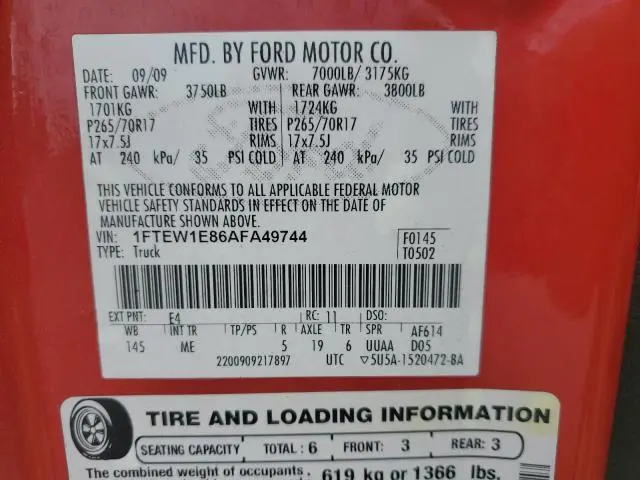 MFD. BY FORD MOTOR CO.
DATE: 09/09 GVWR: 7000LB/ 3175KG
FRONT GAWR: 3750LB REAR GAWR: 3800LB
1701KG WITH 1724KG WITH
P265/70R17 TIRES P265/70R17 TIRES
17x7.5J RIMS 17x7.5J RIMS
AT 240 kPa/ 35 PSI COLD AT 240 kPa/ 35 PSI COLD
THIS VEHICLE CONFORMS TO ALL APPLICABLE FEDERAL MOTOR
VEHICLE SAFETY STANDARDS IN EFFECT ON THE DATE OF
MANUFACTURE SHOWN ABOVE.
VIN: 1FTEW1E86AFA49744 F0145
TYPE: Truck T0502
EXT PNT: E4 RC: 11 DSO:
WB INT TR TP/PS R AXLE TR SPR AF614
145 ME 5 19 6 UUAA D05
2200909217897 UTC ▽5U5A-1520472-BA
TIRE AND LOADING INFORMATION
SEATING CAPACITY TOTAL: 6 FRONT: 3 REAR: 3
The combined weight of occupants 619 kg or 1366 lbs.